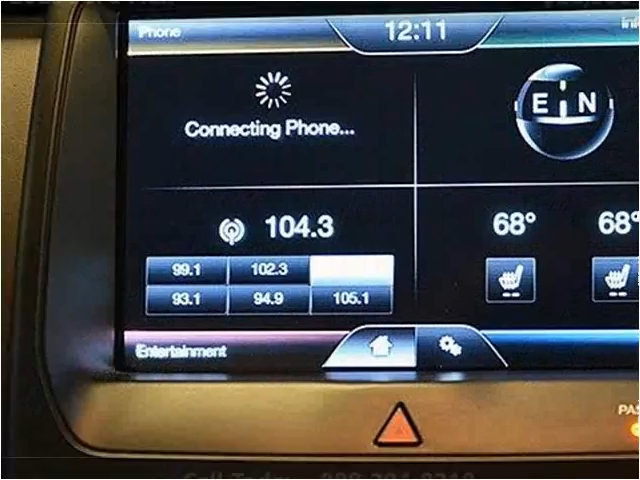 Phone
12:11
Connecting Phone...
E N
104.3
68° 68°
99.1 102.3
93.1 94.9 105.1
Entertainment
PAS